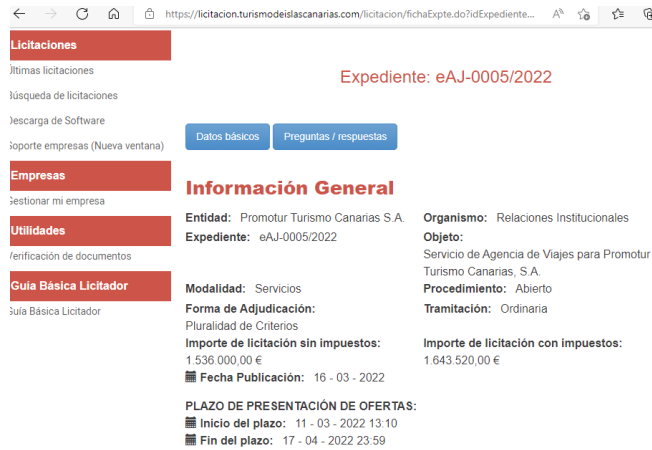 https://licitacion.turismodeislascanarias.com/licitacion/fichaExpte.do?idExpediente...
Licitaciones
Últimas licitaciones
Búsqueda de licitaciones
Descarga de Software
Soporte empresas (Nueva ventana)
Empresas
Gestionar mi empresa
Utilidades
Verificación de documentos
Guía Básica Licitador
Guía Básica Licitador
Expediente: eAJ-0005/2022
Datos básicos
Preguntas / respuestas
Información General
Entidad: Promotur Turismo Canarias S.A.
Organismo: Relaciones Institucionales
Expediente: eAJ-0005/2022
Objeto:
Servicio de Agencia de Viajes para Promotur
Turismo Canarias, S.A.
Modalidad: Servicios
Procedimiento: Abierto
Forma de Adjudicación:
Pluralidad de Criterios
Tramitación: Ordinaria
Importe de licitación sin impuestos:
1.536.000,00 €
Importe de licitación con impuestos:
1.643.520,00 €
Fecha Publicación: 16 - 03 - 2022
PLAZO DE PRESENTACIÓN DE OFERTAS:
Inicio del plazo: 11 - 03 - 2022 13:10
Fin del plazo: 17 - 04 - 2022 23:59